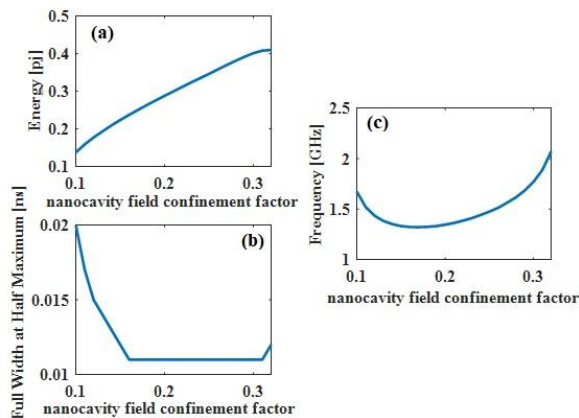 (a)
Energy [pj]
0.5
0.4
0.3
0.2
0.1
0.1 0.2 0.3
nanocavity field confinement factor
(b)
Full Width at Half Maximum [ns]
0.02
0.015
0.01
0.1 0.2 0.3
nanocavity field confinement factor
(c)
Frequency [GHz]
2.5
2
1.5
1
0.1 0.2 0.3
nanocavity field confinement factor